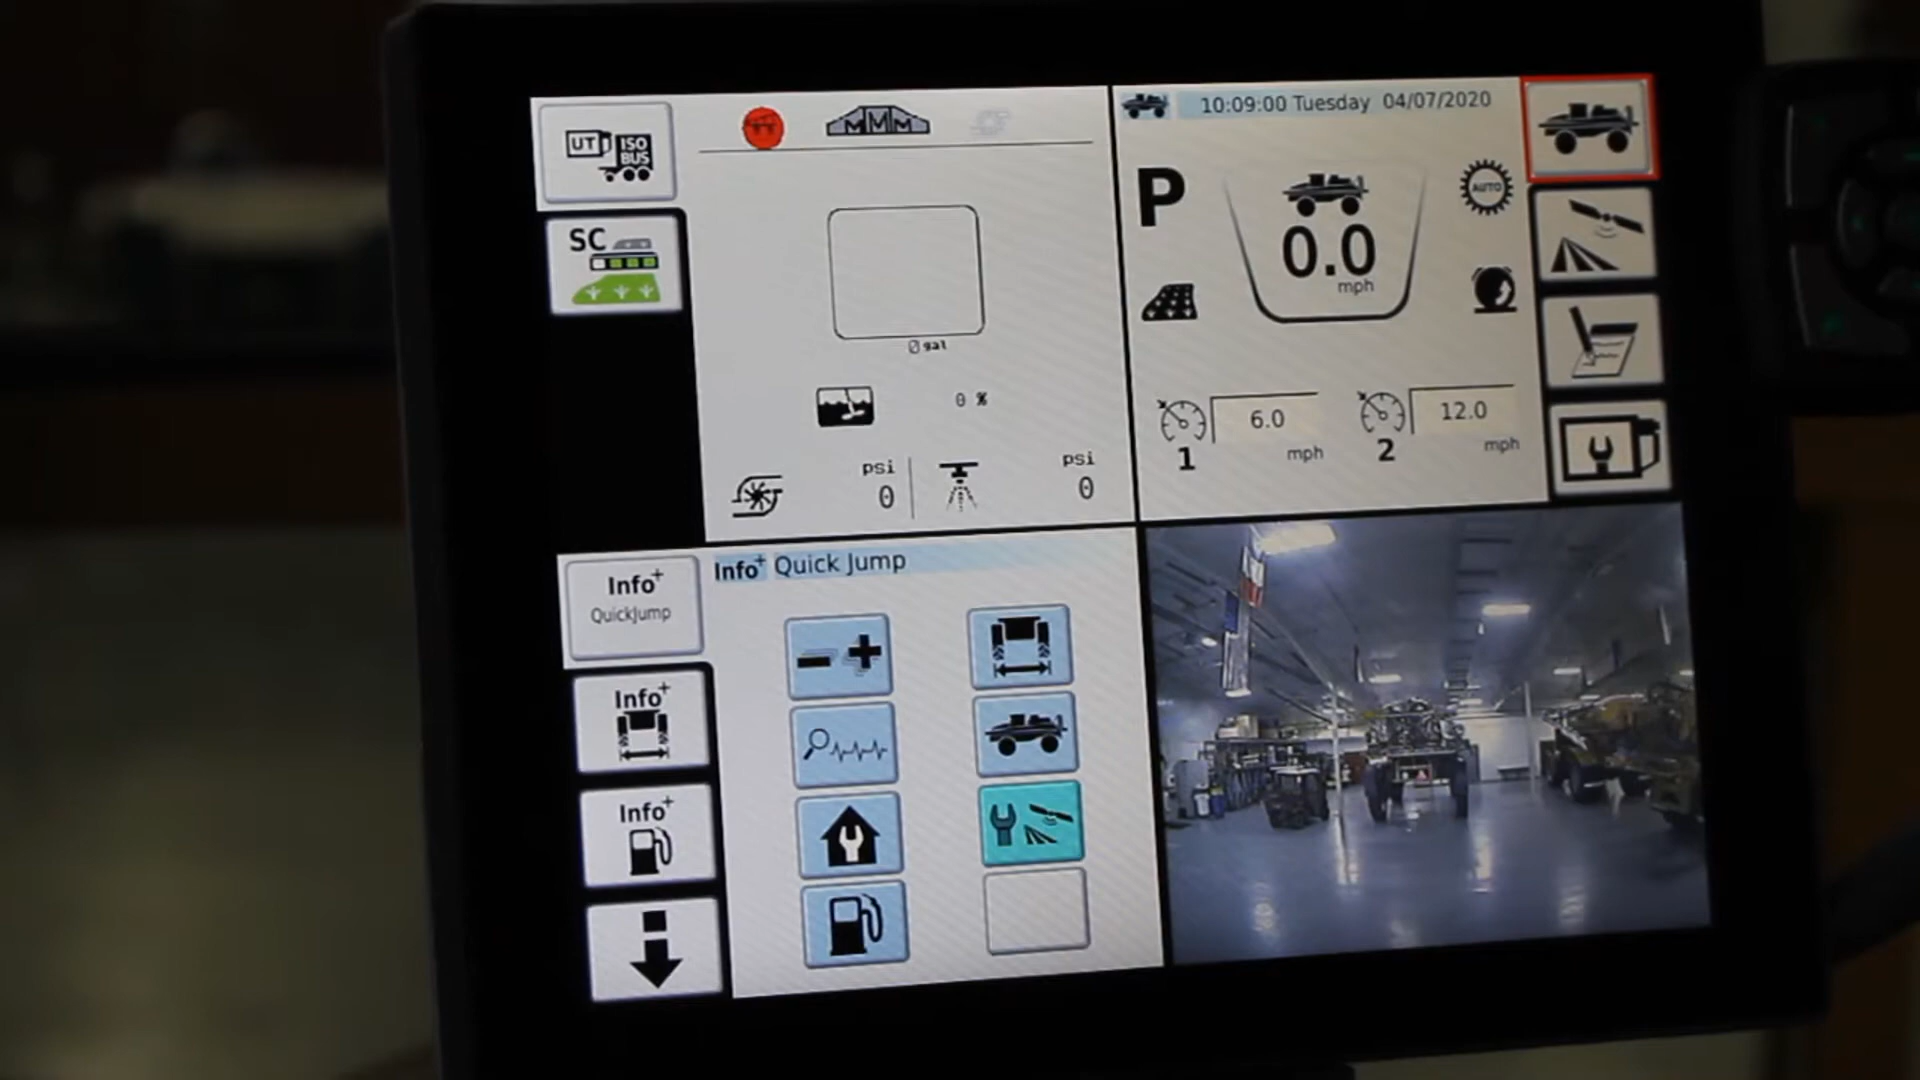 UT
ISO
BUS
SC
0 gal
0 %
psi
0
psi
0
10:09:00 Tuesday 04/07/2020
P
AUTO
0.0
mph
6.0
1
mph
12.0
2
mph
Info+
QuickJump
Info+ Quick Jump
Info+
Info+